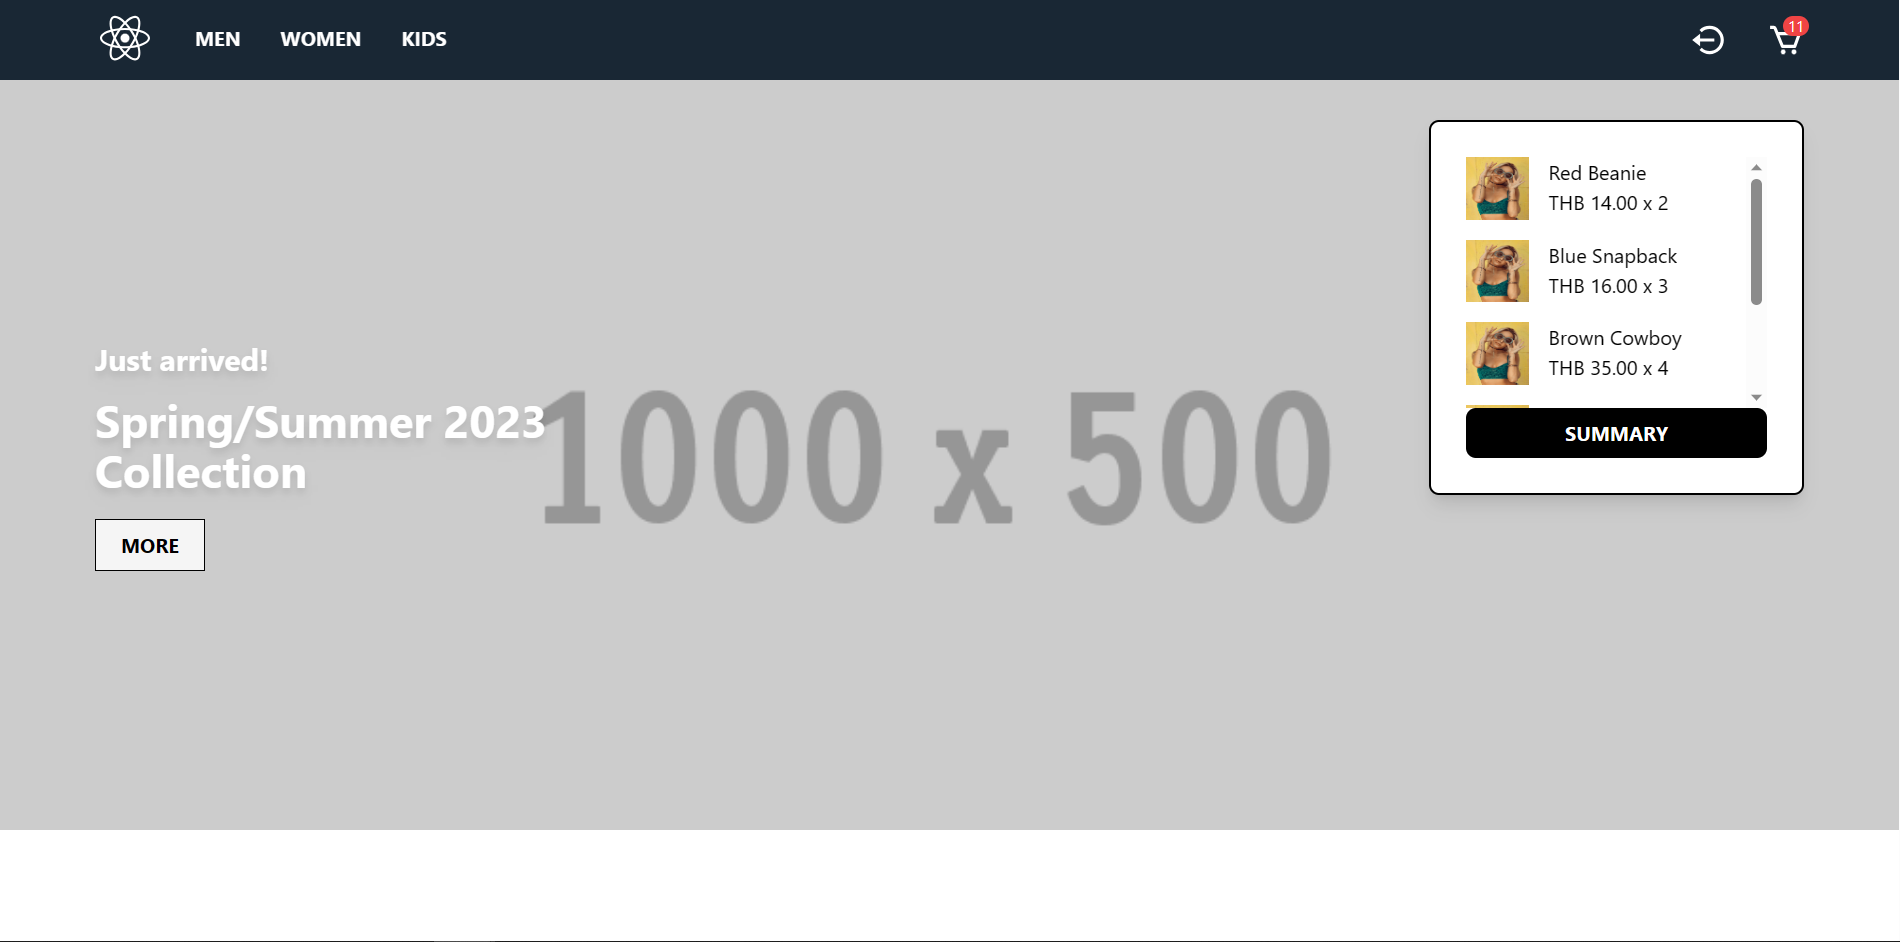 MEN WOMEN KIDS
11
Red Beanie
THB 14.00 x 2
Blue Snapback
THB 16.00 x 3
Brown Cowboy
THB 35.00 x 4
SUMMARY
Just arrived!
Spring/Summer 2023
Collection
MORE
1000 x 500